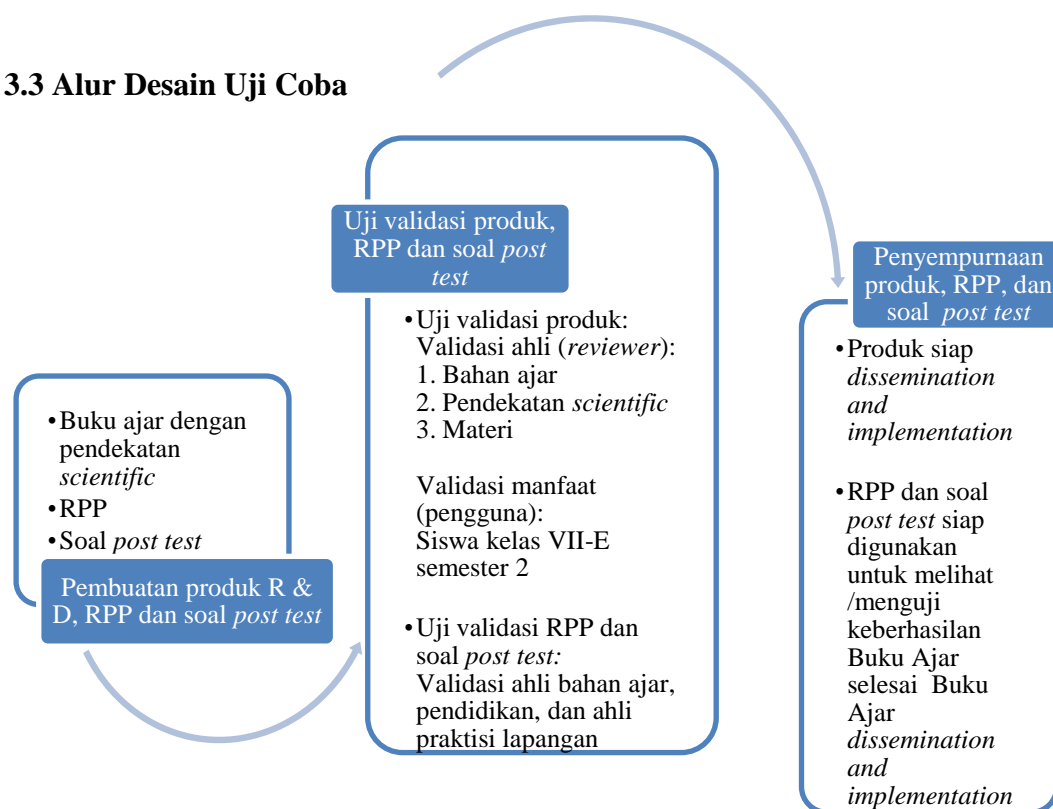 3.3 Alur Desain Uji Coba
•Buku ajar dengan
pendekatan
scientific
•RPP
•Soal post test
Pembuatan produk R &
D, RPP dan soal post test
Uji validasi produk,
RPP dan soal post
test
•Uji validasi produk:
Validasi ahli (reviewer):
1. Bahan ajar
2. Pendekatan scientific
3. Materi
Validasi manfaat
(pengguna):
Siswa kelas VII-E
semester 2
•Uji validasi RPP dan
soal post test:
Validasi ahli bahan ajar,
pendidikan, dan ahli
praktisi lapangan
Penyempurnaan
produk, RPP, dan
soal post test
•Produk siap
dissemination
and
implementation
•RPP dan soal
post test siap
digunakan
untuk melihat
/menguji
keberhasilan
Buku Ajar
selesai Buku
Ajar
dissemination
and
implementation